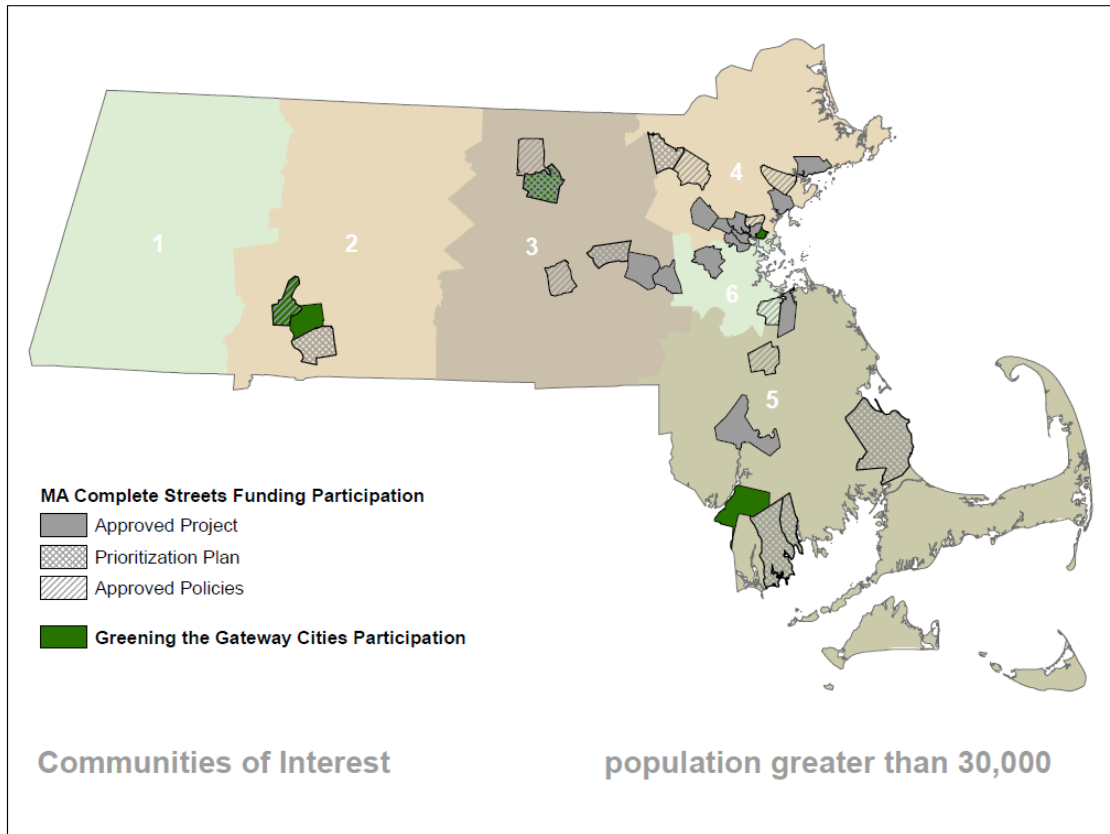 1
2
3
4
5
6
MA Complete Streets Funding Participation
Approved Project
Prioritization Plan
Approved Policies
Greening the Gateway Cities Participation
Communities of Interest
population greater than 30,000